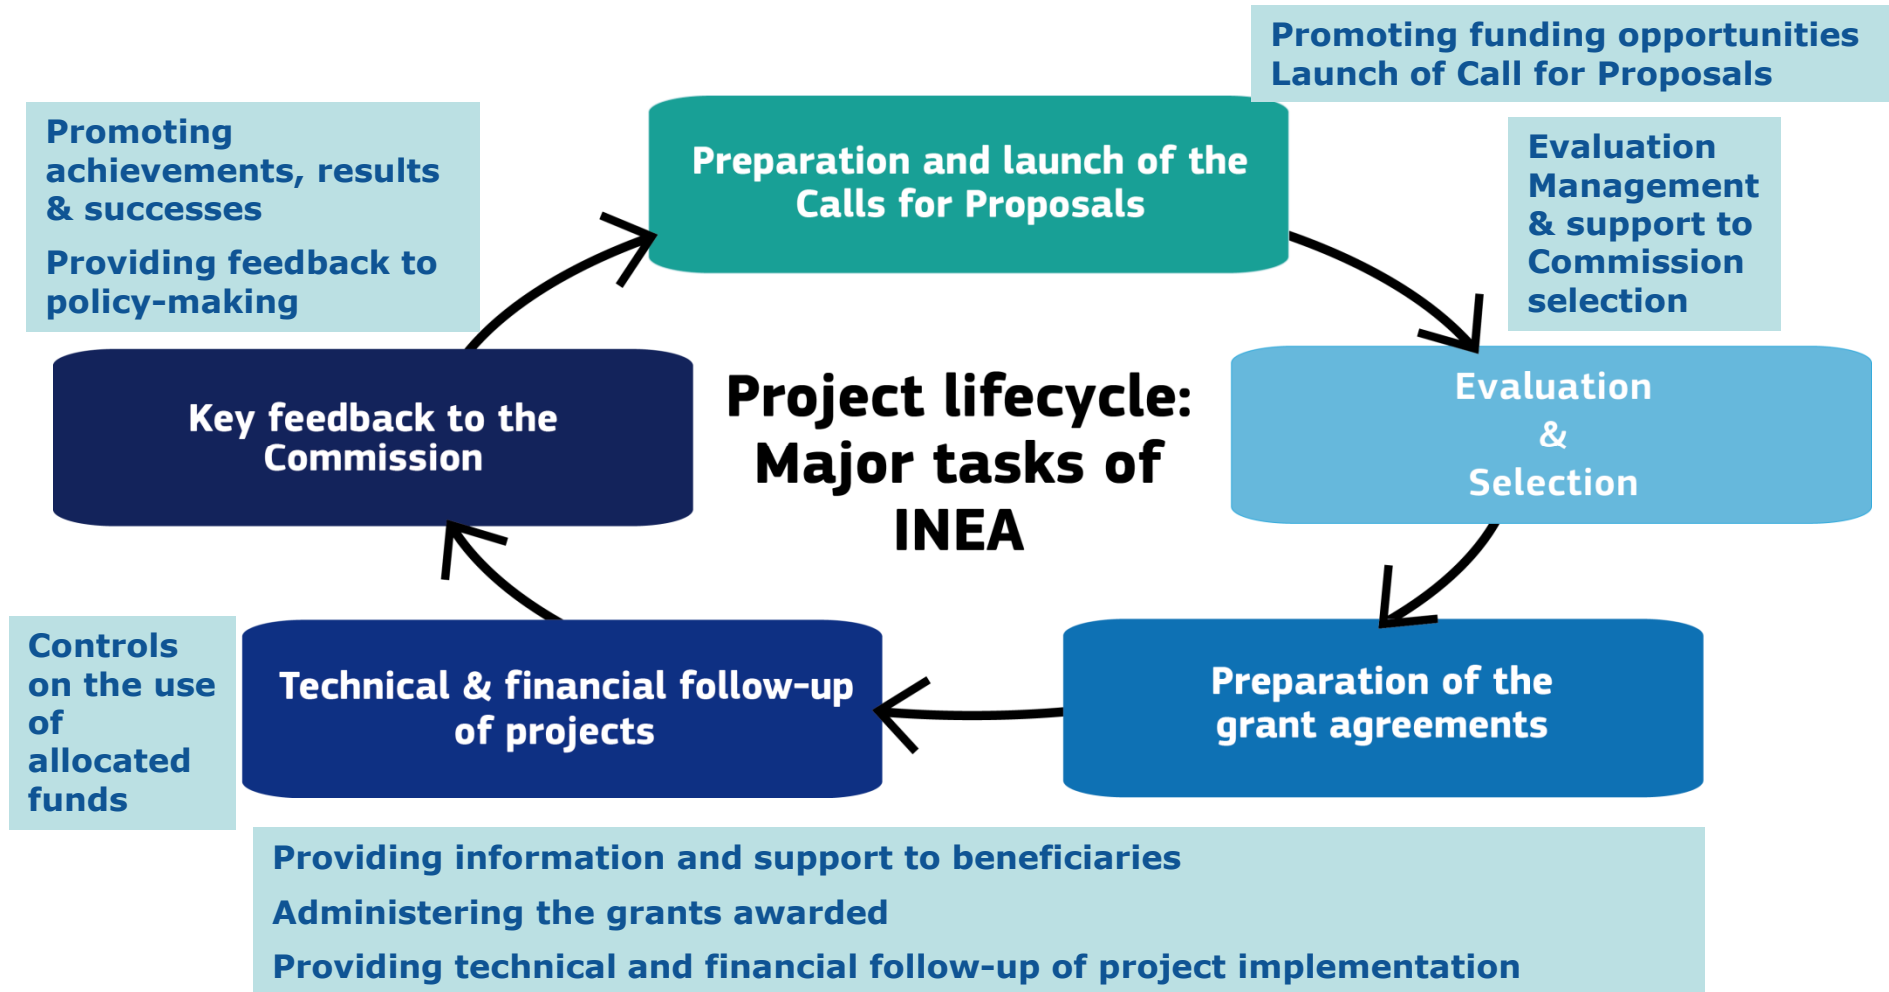 Promoting funding opportunities
Launch of Call for Proposals
Promoting
achievements, results
& successes
Providing feedback to
policy-making
Preparation and launch of the
Calls for Proposals
Evaluation
Management
& support to
Commission
selection
Key feedback to the
Commission
Project lifecycle:
Major tasks of
INEA
Evaluation
&
Selection
Controls
on the use
of
allocated
funds
Technical & financial follow-up
of projects
Preparation of the
grant agreements
Providing information and support to beneficiaries
Administering the grants awarded
Providing technical and financial follow-up of project implementation